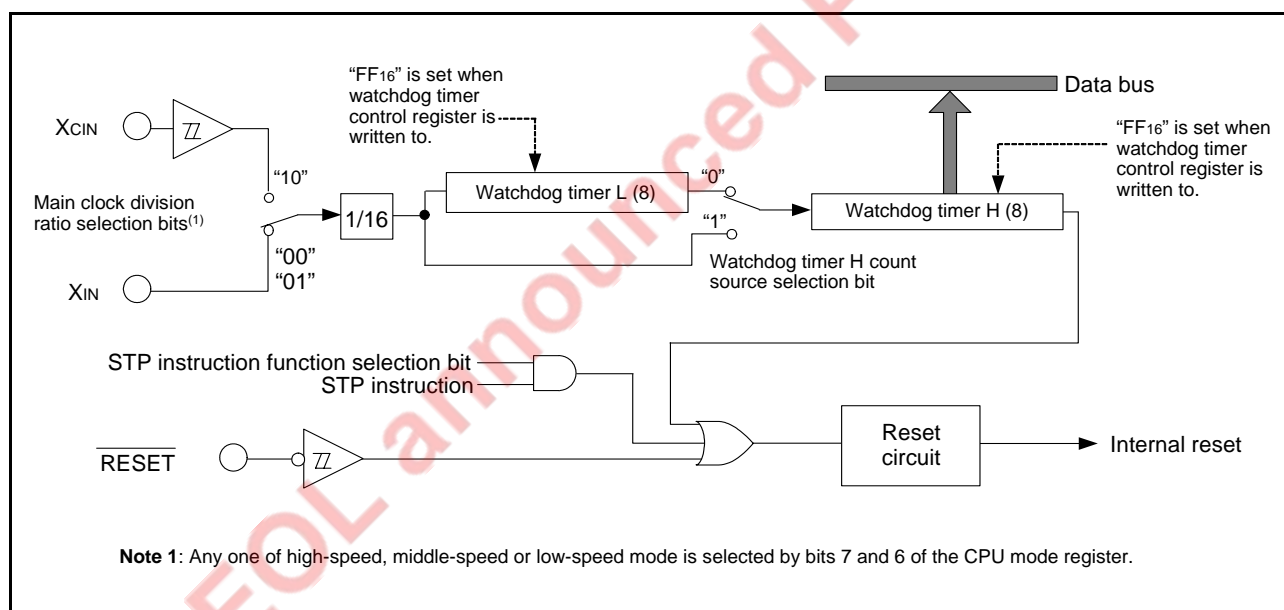 “FF16” is set when
watchdog timer
control register is
written to.
Data bus
“FF16” is set when
watchdog timer
control register is
written to.
XCIN
“10”
Main clock division
ratio selection bits(1)
1/16
Watchdog timer L (8)
“0”
“1”
Watchdog timer H (8)
“00”
“01”
Watchdog timer H count
source selection bit
XIN
STP instruction function selection bit
STP instruction
RESET
Reset
circuit
Internal reset
Note 1: Any one of high-speed, middle-speed or low-speed mode is selected by bits 7 and 6 of the CPU mode register.
EOL announced